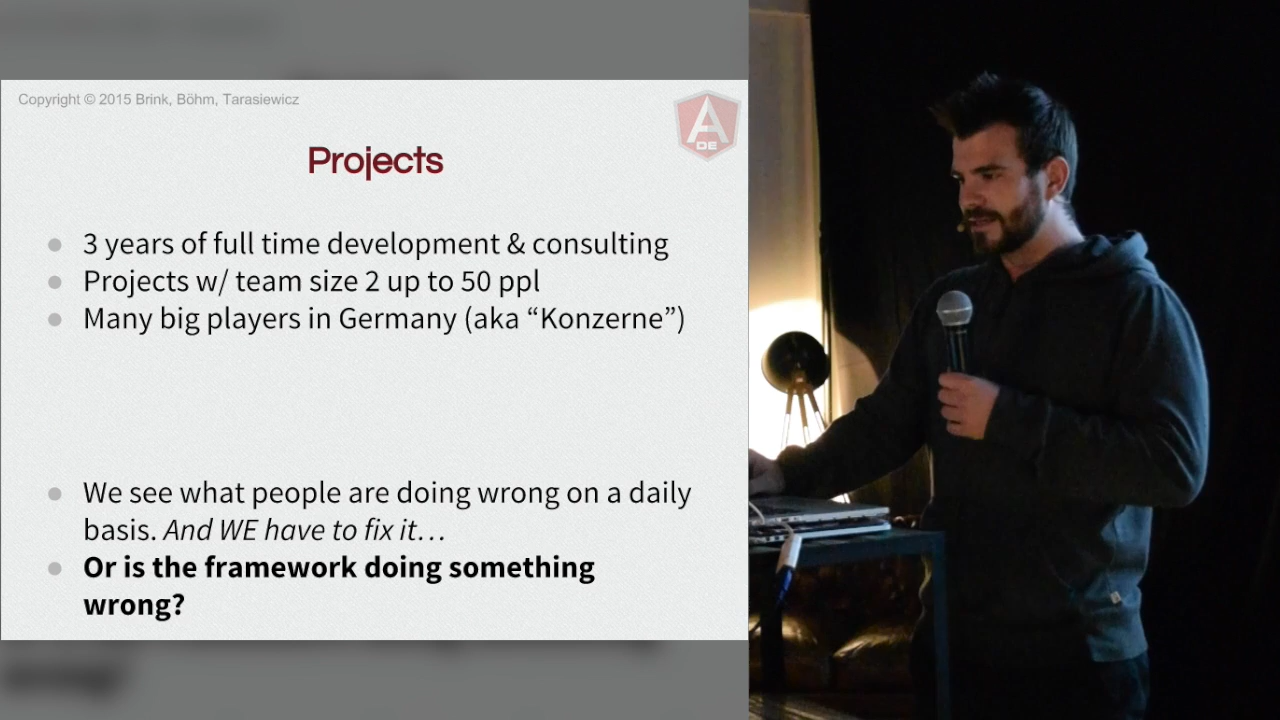 Copyright © 2015 Brink, Böhm, Tarasiewicz
A
DE
Projects
3 years of full time development & consulting
Projects w/ team size 2 up to 50 ppl
Many big players in Germany (aka “Konzerne”)
We see what people are doing wrong on a daily
basis. And WE have to fix it…
Or is the framework doing something
wrong?